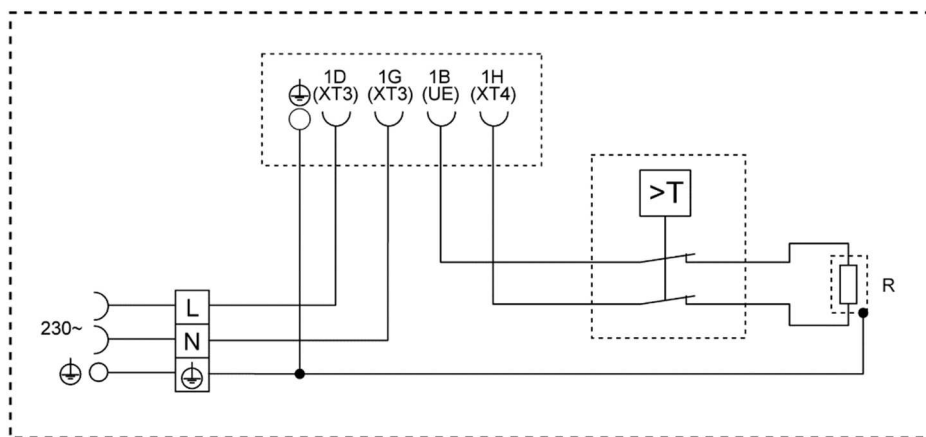 1D 1G 1B 1H
(XT3) (XT3) (UE) (XT4)
>T
R
L
230~
N